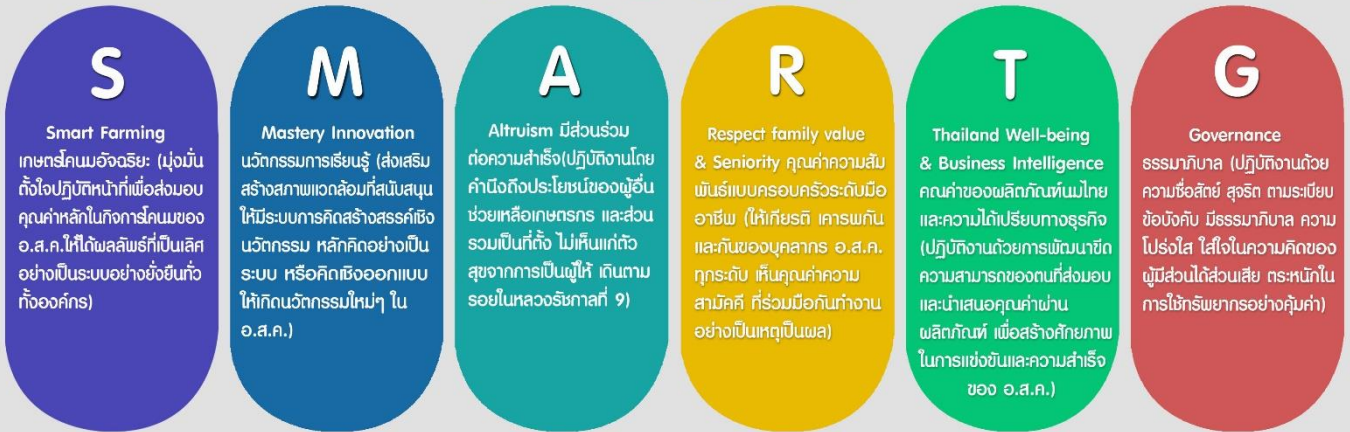 S
Smart Farming
เกษตรโคนมอัจฉริยะ (มุ่งมั่น
ตั้งใจปฏิบัติหน้าที่เพื่อส่งมอบ
คุณค่าหลักในกิจการโคนมของ
อ.ส.ค.ให้ได้ผลลัพธ์ที่เป็นเลิศ
อย่างเป็นระบบอย่างยั่งยืนทั่ว
ทั้งองค์กร)
M
Mastery Innovation
นวัตกรรมการเรียนรู้ (ส่งเสริม
สร้างสภาพแวดล้อมที่สนับสนุน
ให้มีระบบการคิดสร้างสรรค์เชิง
นวัตกรรม หลักคิดอย่างเป็น
ระบบ หรือคิดเชิงออกแบบ
ให้เกิดนวัตกรรมใหม่ๆ ใน
อ.ส.ค.)
A
Altruism มีส่วนร่วม
ต่อความสำเร็จ(ปฏิบัติงานโดย
คำนึงถึงประโยชน์ของผู้อื่น
ช่วยเหลือเกษตรกร และส่วน
รวมเป็นที่ตั้ง ไม่เห็นแก่ตัว
สุขจากการเป็นผู้ให้ เดินตาม
รอยในหลวงรัชกาลที่ 9)
R
Respect family value
& Seniority คุณค่าความสัม
พันธ์แบบครอบครัวระดับมือ
อาชีพ (ให้เกียรติ เคารพกัน
และกันของบุคลากร อ.ส.ค.
ทุกระดับ เห็นคุณค่าความ
สามัคคี ที่ร่วมมือกันทำงาน
อย่างเป็นเหตุเป็นผล)
T
Thailand Well-being
& Business Intelligence
คุณค่าของผลิตภัณฑ์นมไทย
และความได้เปรียบทางธุรกิจ
(ปฏิบัติงานด้วยการพัฒนาขีด
ความสามารถของตนที่ส่งมอบ
และนำเสนอคุณค่าผ่าน
ผลิตภัณฑ์ เพื่อสร้างศักยภาพ
ในการแข่งขันและความสำเร็จ
ของ อ.ส.ค.)
G
Governance
ธรรมาภิบาล (ปฏิบัติงานด้วย
ความซื่อสัตย์ สุจริต ตามระเบียบ
ข้อบังคับ มีธรรมาภิบาล ความ
โปร่งใส ใส่ใจในความคิดของ
ผู้มีส่วนได้ส่วนเสีย ตระหนักใน
การใช้ทรัพยากรอย่างคุ้มค่า)